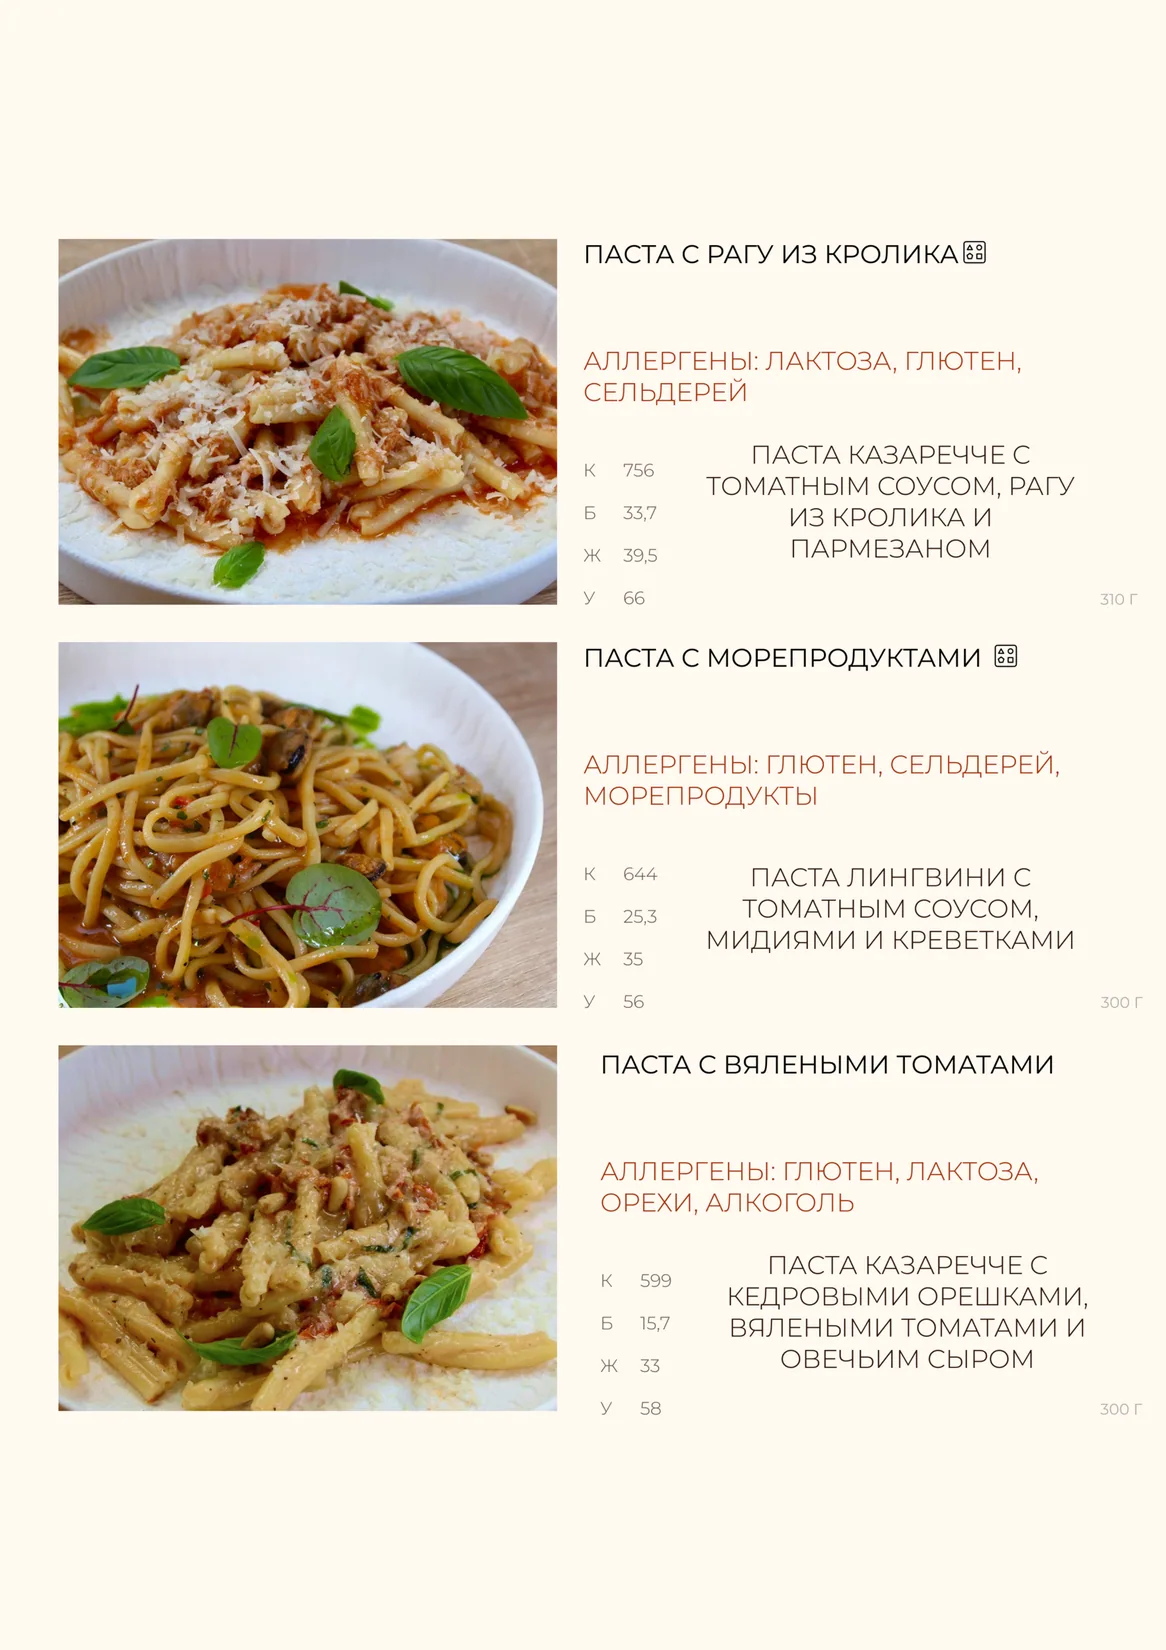 ПАСТА С РАГУ ИЗ КРОЛИКА
АЛЛЕРГЕНЫ: ЛАКТОЗА, ГЛЮТЕН,
СЕЛЬДЕРЕЙ
К 756
Б 33,7
Ж 39,5
У 66
ПАСТА КАЗАРЕЧЧЕ С
ТОМАТНЫМ СОУСОМ, РАГУ
ИЗ КРОЛИКА И
ПАРМЕЗАНОМ
310 Г
ПАСТА С МОРЕПРОДУКТАМИ
АЛЛЕРГЕНЫ: ГЛЮТЕН, СЕЛЬДЕРЕЙ,
МОРЕПРОДУКТЫ
К 644
Б 25,3
Ж 35
У 56
ПАСТА ЛИНГВИНИ С
ТОМАТНЫМ СОУСОМ,
МИДИЯМИ И КРЕВЕТКАМИ
300 Г
ПАСТА С ВЯЛЕНЫМИ ТОМАТАМИ
АЛЛЕРГЕНЫ: ГЛЮТЕН, ЛАКТОЗА,
ОРЕХИ, АЛКОГОЛЬ
К 599
Б 15,7
Ж 33
У 58
ПАСТА КАЗАРЕЧЧЕ С
КЕДРОВЫМИ ОРЕШКАМИ,
ВЯЛЕНЫМИ ТОМАТАМИ И
ОВЕЧЬИМ СЫРОМ
300 Г